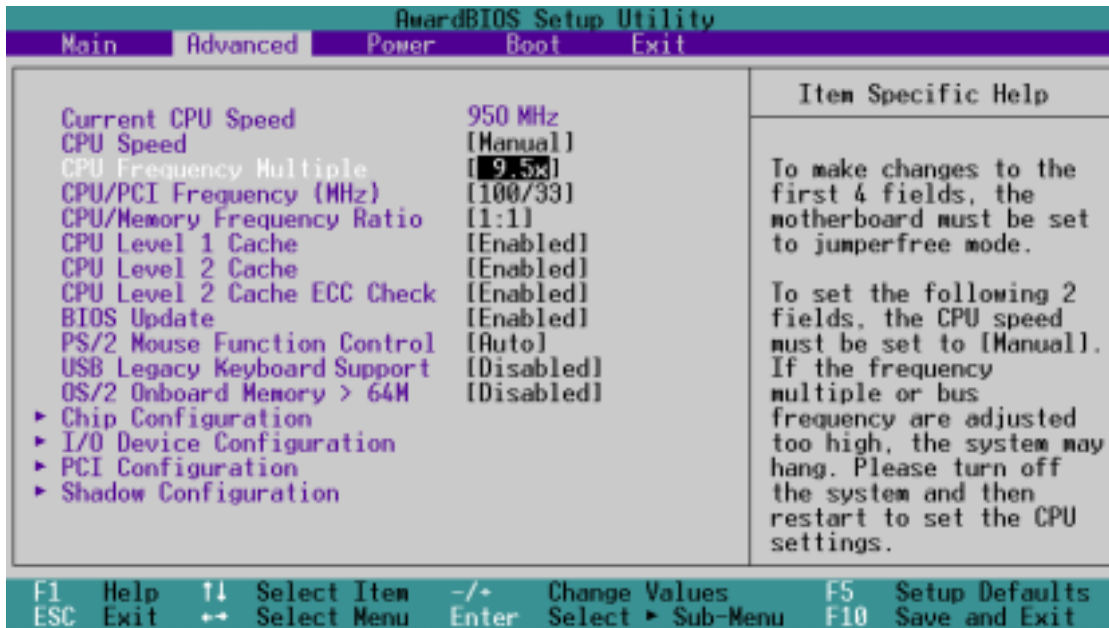 AwardBIOS Setup Utility
Main Advanced Power Boot Exit
Current CPU Speed 950 MHz
CPU Speed [Manual]
CPU Frequency Multiple [ 9.5x]
CPU/PCI Frequency (MHz) [100/33]
CPU/Memory Frequency Ratio [1:1]
CPU Level 1 Cache [Enabled]
CPU Level 2 Cache [Enabled]
CPU Level 2 Cache ECC Check [Enabled]
BIOS Update [Enabled]
PS/2 Mouse Function Control [Auto]
USB Legacy Keyboard Support [Disabled]
OS/2 Onboard Memory > 64M [Disabled]
▶ Chip Configuration
▶ I/O Device Configuration
▶ PCI Configuration
▶ Shadow Configuration
Item Specific Help
To make changes to the
first 4 fields, the
motherboard must be set
to jumperfree mode.
To set the following 2
fields, the CPU speed
must be set to [Manual].
If the frequency
multiple or bus
frequency are adjusted
too high, the system may
hang. Please turn off
the system and then
restart to set the CPU
settings.
F1 Help ↑↓ Select Item -/+ Change Values F5 Setup Defaults
ESC Exit ←→ Select Menu Enter Select ▶ Sub-Menu F10 Save and Exit